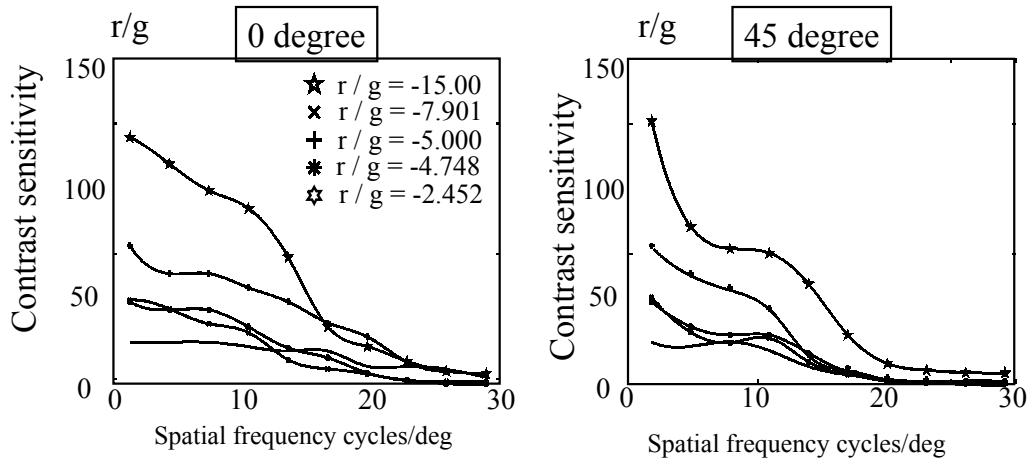 r/g
0 degree
150
100
50
0
Contrast sensitivity
r / g = -15.00
r / g = -7.901
r / g = -5.000
r / g = -4.748
r / g = -2.452
0 10 20 30
Spatial frequency cycles/deg
r/g
45 degree
150
100
50
0
Contrast sensitivity
0 10 20 30
Spatial frequency cycles/deg